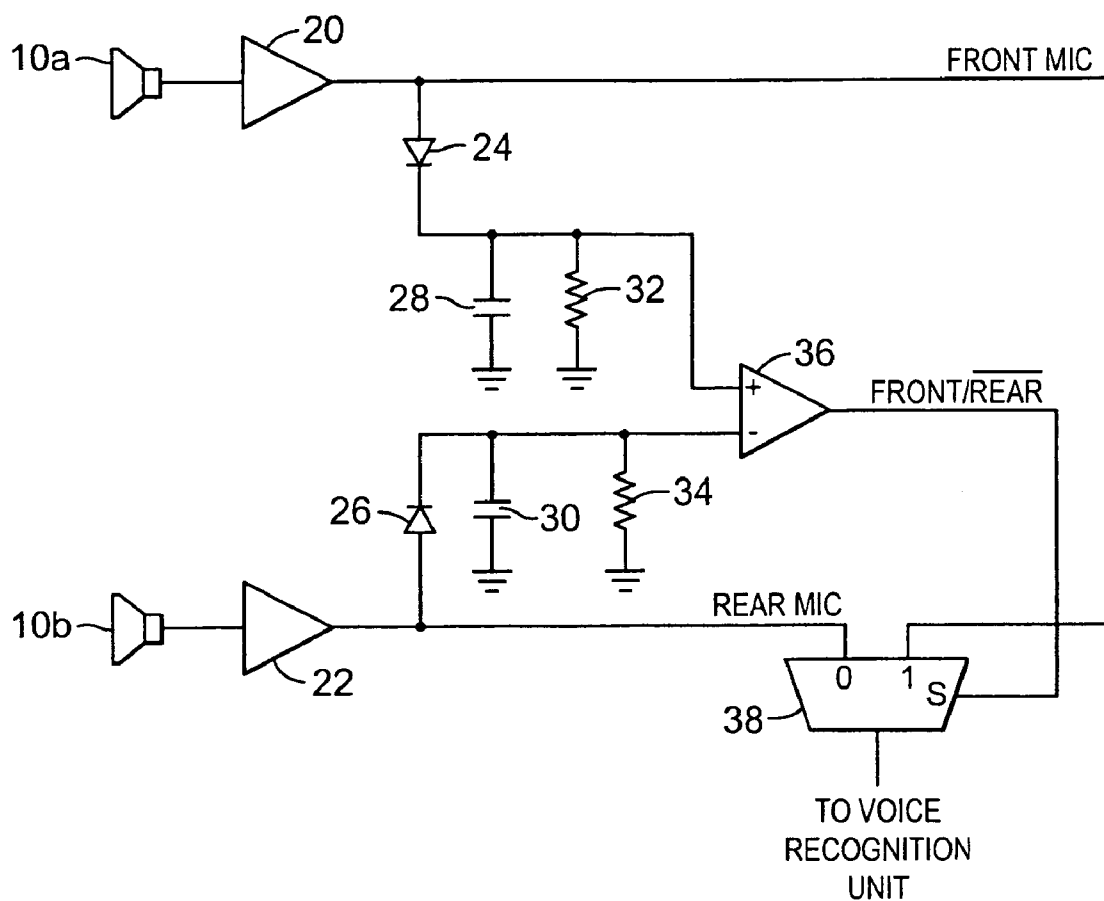 10a
20
FRONT MIC
24
28
32
36
+
-
FRONT/REAR
26
30
34
10b
22
REAR MIC
0 1
S
38
TO VOICE
RECOGNITION
UNIT